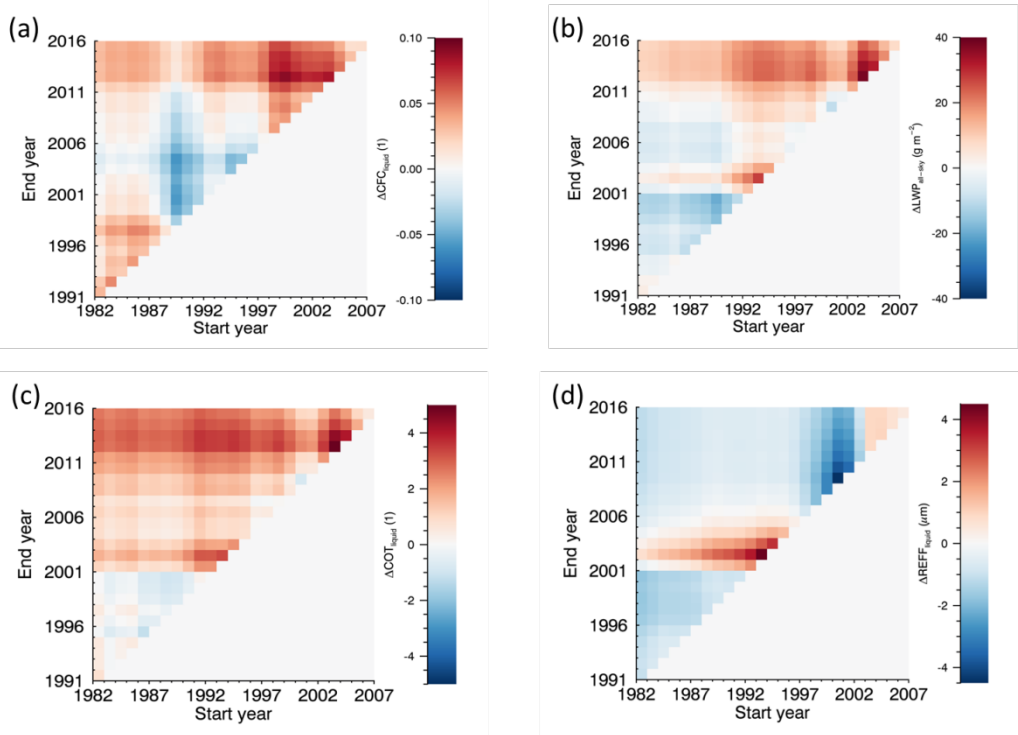 (a)
2016
2011
2006
2001
1996
1991
End year
1982 1987 1992 1997 2002 2007
Start year
0.10
0.05
0.00
-0.05
-0.10
ΔCFCliquid (1)
(b)
2016
2011
2006
2001
1996
1991
End year
1982 1987 1992 1997 2002 2007
Start year
40
20
0
-20
-40
ΔLWPall-sky (g m−2)
(c)
2016
2011
2006
2001
1996
1991
End year
1982 1987 1992 1997 2002 2007
Start year
4
2
0
-2
-4
ΔCOTliquid (1)
(d)
2016
2011
2006
2001
1996
1991
End year
1982 1987 1992 1997 2002 2007
Start year
4
2
0
-2
-4
ΔREFFliquid (μm)